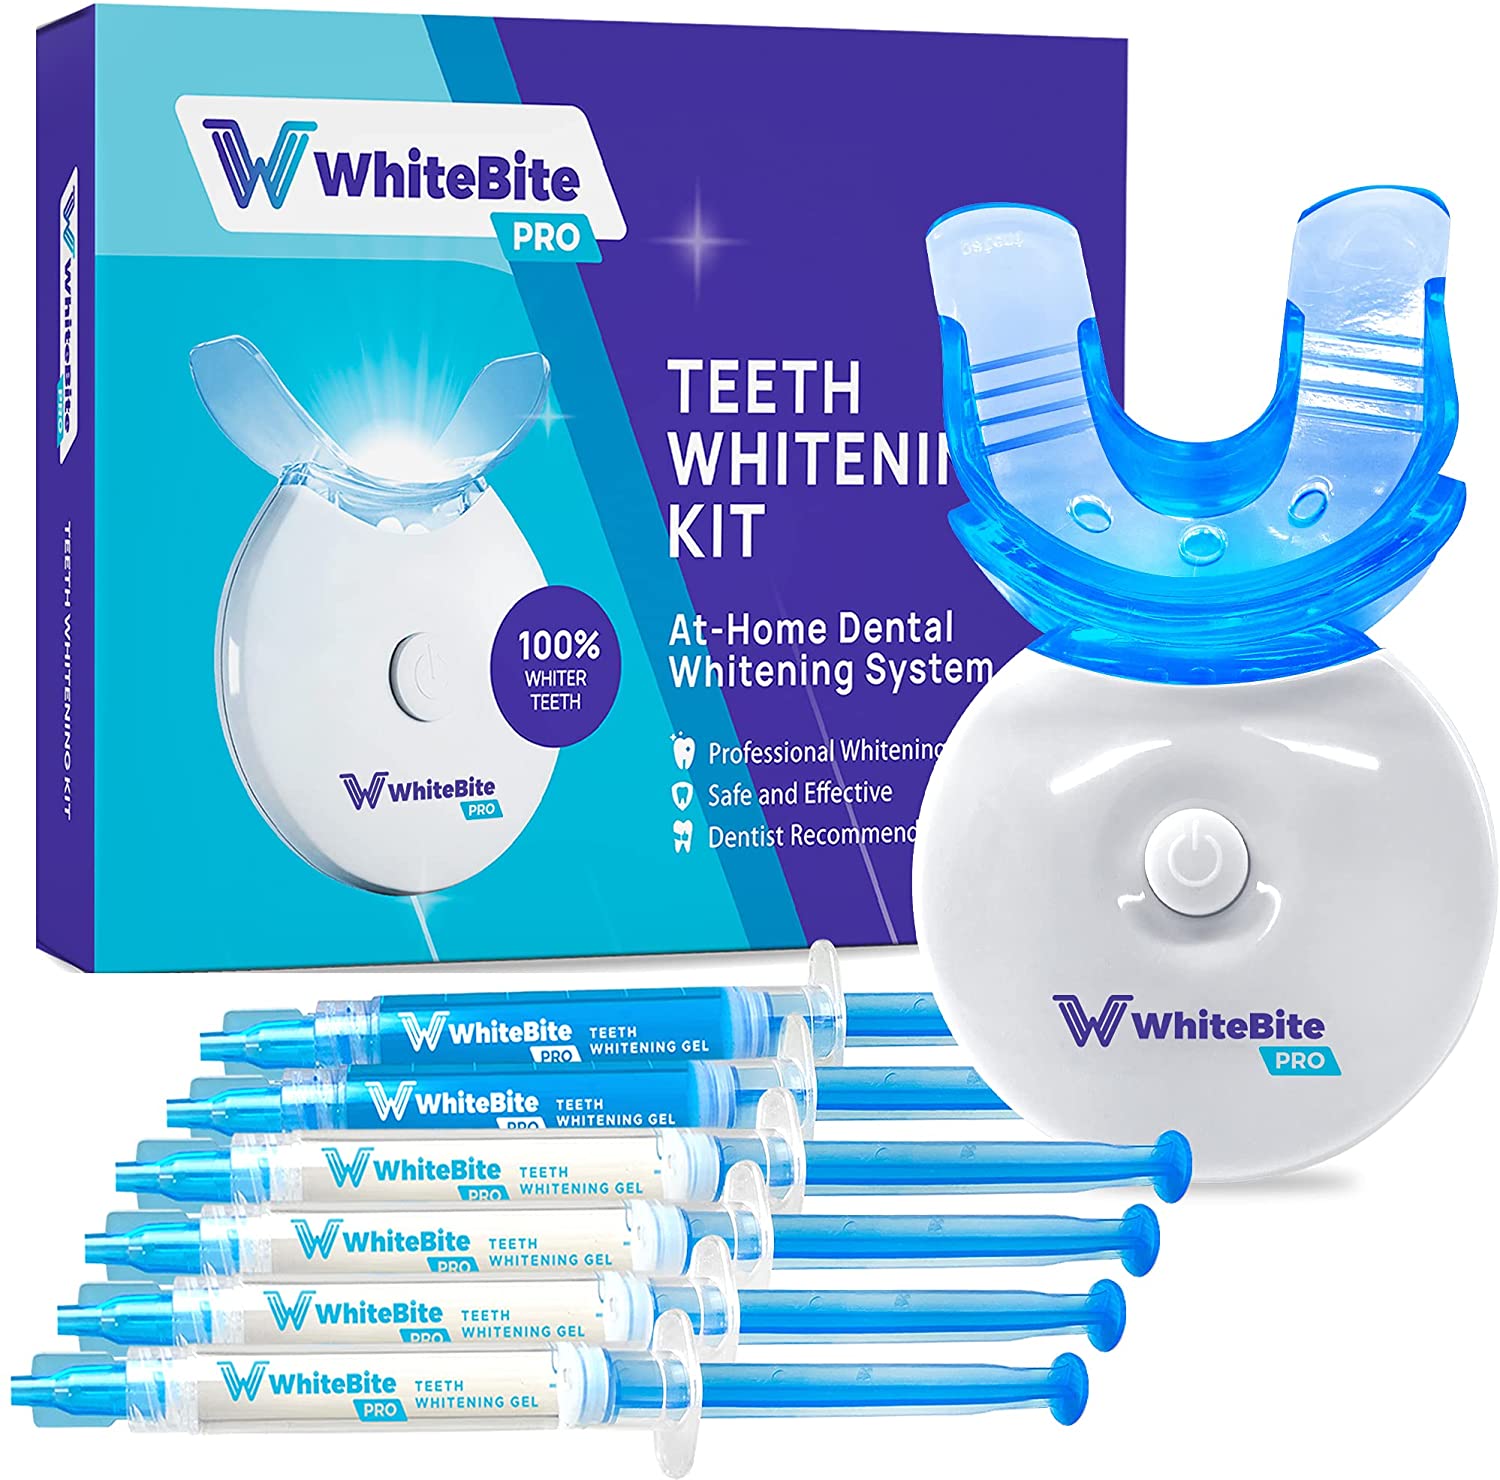 WhiteBite
PRO
WhiteBite
PRO
TEETH WHITENING KIT
TEETH
WHITENIN
KIT
At-Home Dental
Whitening System
100%
WHITER
TEETH
Professional Whitening
Safe and Effective
Dentist Recommend
WhiteBite
PRO
WhiteBite
PRO
WhiteBite TEETH
PRO WHITENING GEL
WhiteBite TEETH
PRO WHITENING GEL
WhiteBite TEETH
PRO WHITENING GEL
WhiteBite TEETH
PRO WHITENING GEL
WhiteBite TEETH
PRO WHITENING GEL
WhiteBite TEETH
PRO WHITENING GEL